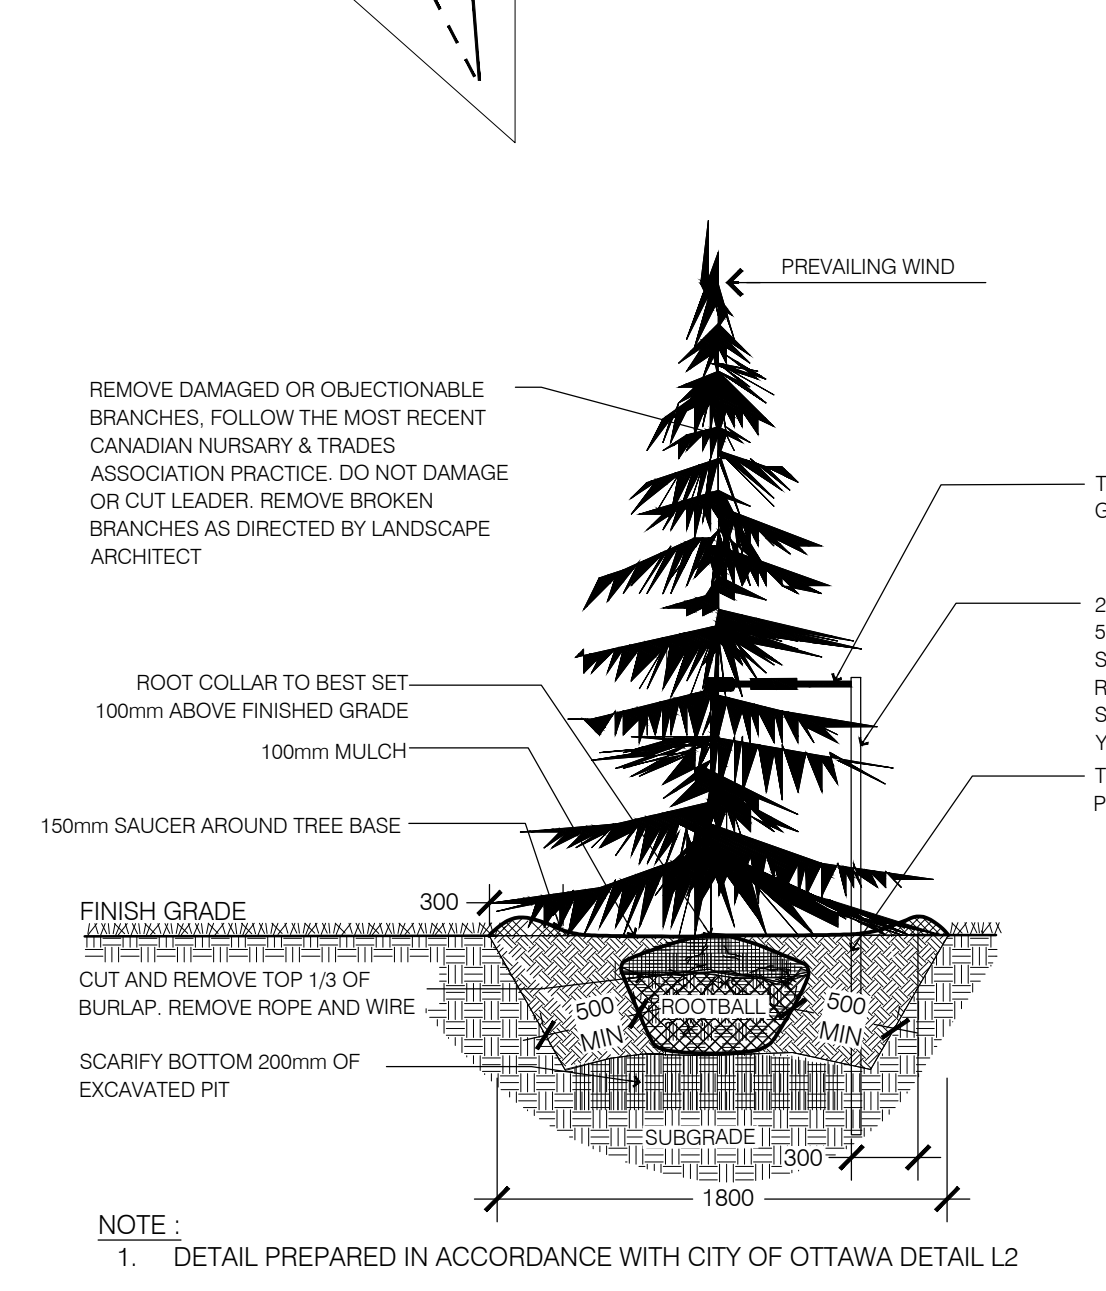 PREVAILING WIND
REMOVE DAMAGED OR OBJECTIONABLE
BRANCHES, FOLLOW THE MOST RECENT
CANADIAN NURSARY & TRADES
ASSOCIATION PRACTICE. DO NOT DAMAGE
OR CUT LEADER. REMOVE BROKEN
BRANCHES AS DIRECTED BY LANDSCAPE
ARCHITECT
T
G
2
5
S
R
S
Y
T
P
ROOT COLLAR TO BEST SET
100mm ABOVE FINISHED GRADE
100mm MULCH
150mm SAUCER AROUND TREE BASE
300
FINISH GRADE
CUT AND REMOVE TOP 1/3 OF
BURLAP. REMOVE ROPE AND WIRE
500
MIN
ROOTBALL
500
MIN
SCARIFY BOTTOM 200mm OF
EXCAVATED PIT
SUBGRADE
300
1800
NOTE :
1. DETAIL PREPARED IN ACCORDANCE WITH CITY OF OTTAWA DETAIL L2